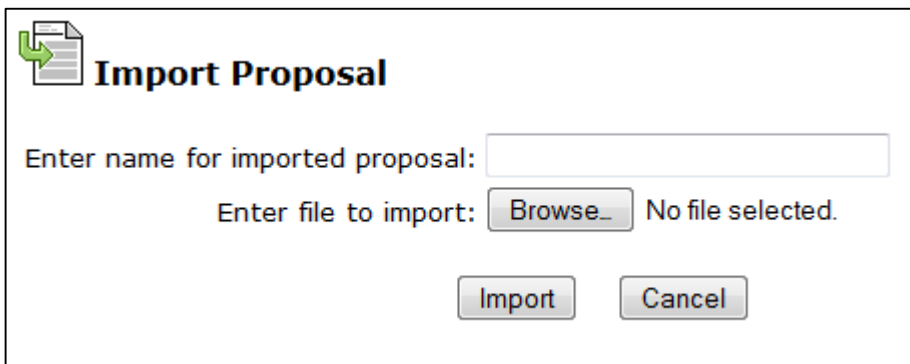 Import Proposal
Enter name for imported proposal:
Enter file to import: Browse... No file selected.
Import Cancel